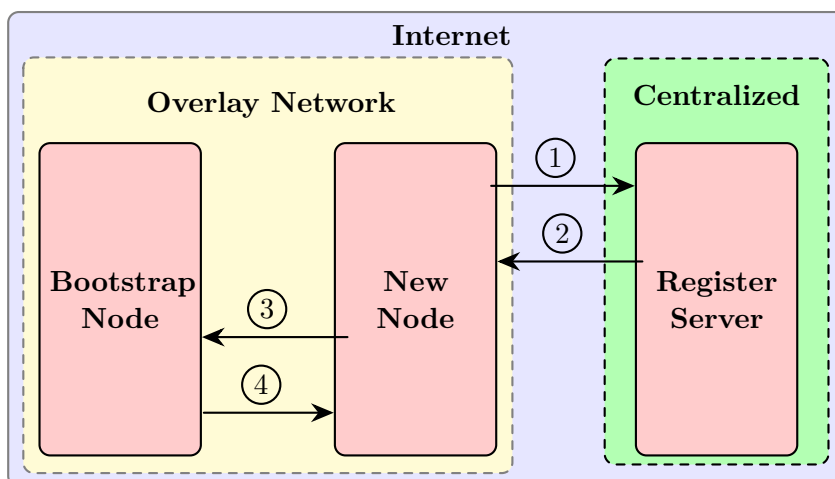 Internet
Overlay Network
Centralized
1
2
Bootstrap
Node
New
Node
Register
Server
3
4